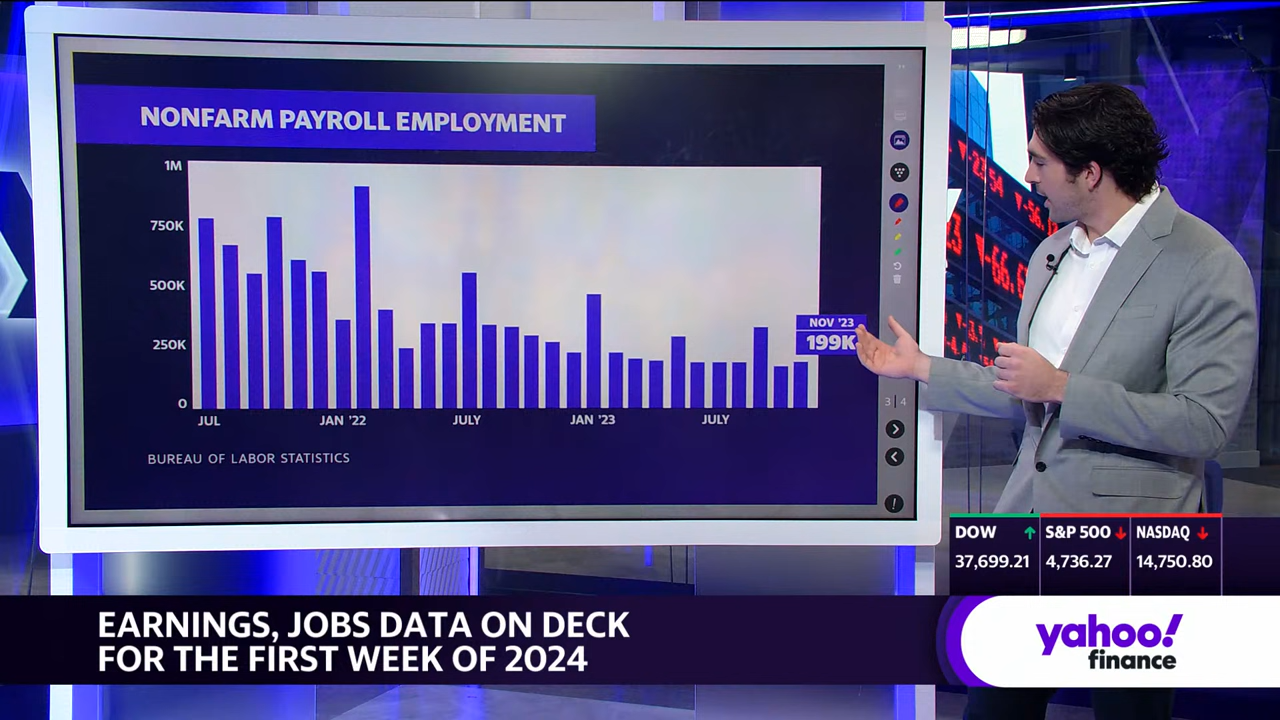 NONFARM PAYROLL EMPLOYMENT
1M
750K
500K
250K
0
JUL
JAN '22
JULY
JAN '23
JULY
NOV '23
199K
BUREAU OF LABOR STATISTICS
3 | 4
DOW
S&P 500
NASDAQ
37,699.21
4,736.27
14,750.80
EARNINGS, JOBS DATA ON DECK
FOR THE FIRST WEEK OF 2024
yahoo!
finance